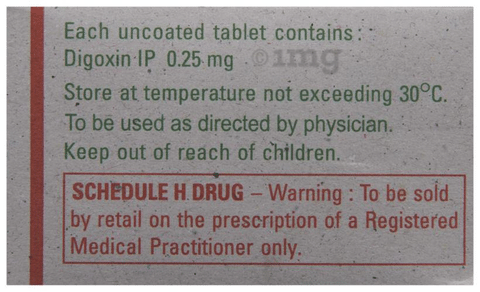 Each uncoated tablet contains :
Digoxin IP 0.25 mg ©1mg
Store at temperature not exceeding 30°C.
To be used as directed by physician.
Keep out of reach of children.
SCHEDULE H DRUG – Warning : To be sold
by retail on the prescription of a Registered
Medical Practitioner only.